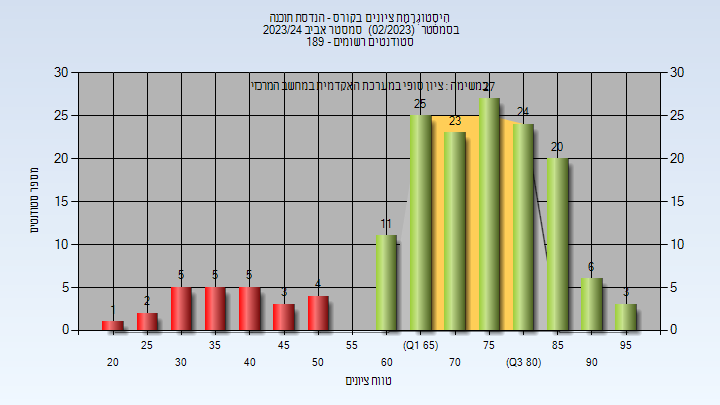 היסטוגרמת ציונים בקורס - הנדסת תוכנה
בסמסטר (02/2023) סמסטר אביב 2023/24
סטודנטים רשומים - 189
במשימה : ציון סופי במערכת האקדמית במחשב המרכזי
מספר סטודנטים
30 25 20 15 10 5 0
1 2 5 5 5 3 4 11 25 23 27 24 20 6 3
30 25 20 15 10 5 0
25 35 45 55 (Q1 65) 75 85 95
20 30 40 50 60 70 (Q3 80) 90
טווח ציונים